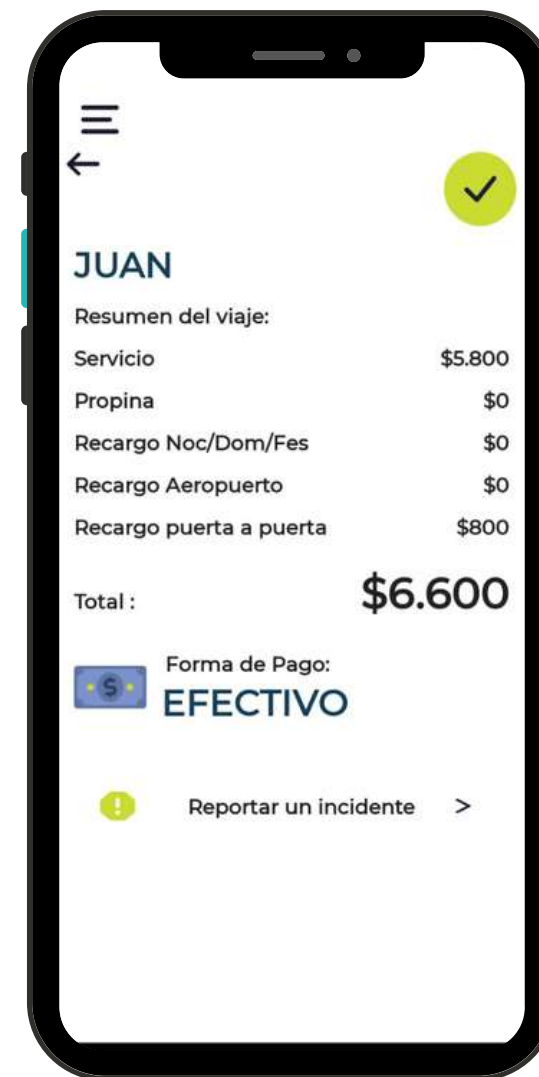 JUAN
Resumen del viaje:
Servicio $5.800
Propina $0
Recargo Noc/Dom/Fes $0
Recargo Aeropuerto $0
Recargo puerta a puerta $800
Total : $6.600
$
Forma de Pago:
EFECTIVO
! Reportar un incidente >